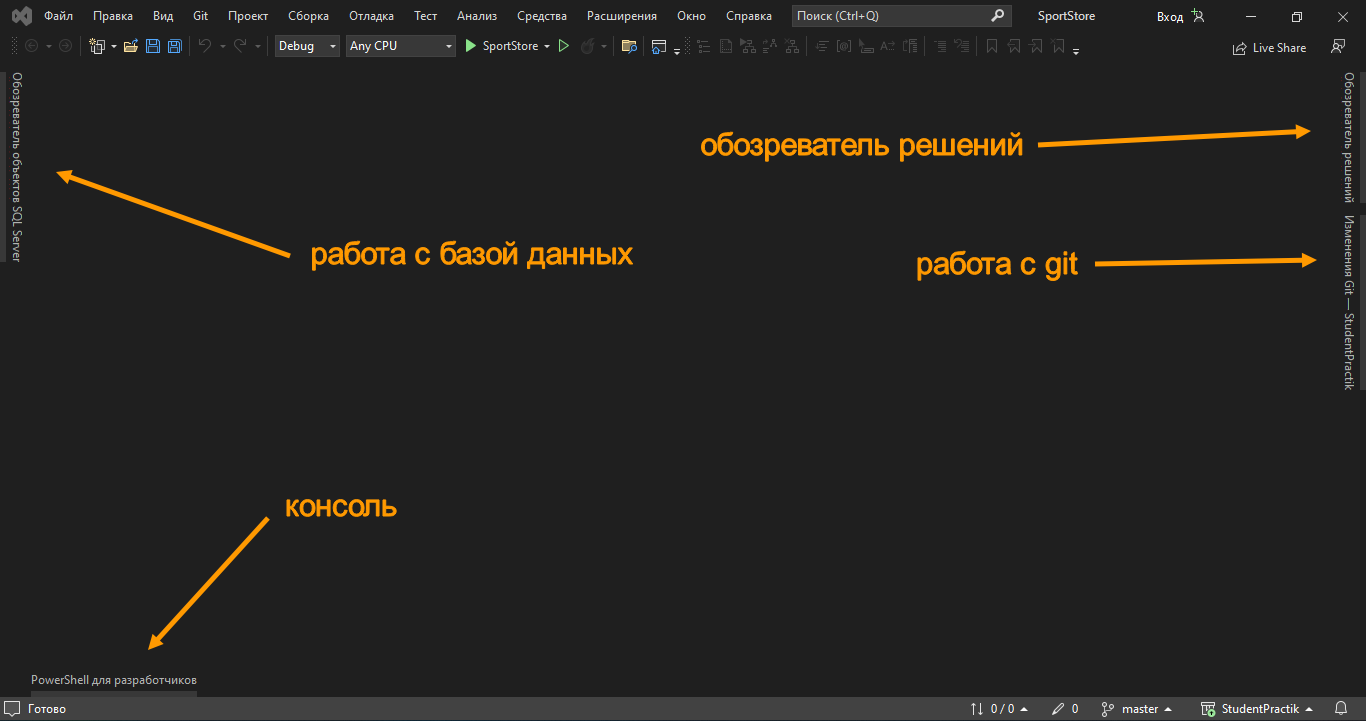 Файл Правка Вид Git Проект Сборка Отладка Тест Анализ Средства Расширения Окно Справка Поиск (Ctrl+Q) SportStore Вход
Debug Any CPU SportStore Live Share
Обозреватель объектов SQL Server
Обозреватель решений
Изменения Git — StudentPractik
обозреватель решений
работа с базой данных
работа с git
консоль
PowerShell для разработчиков
Готово 0 / 0 0 master StudentPractik